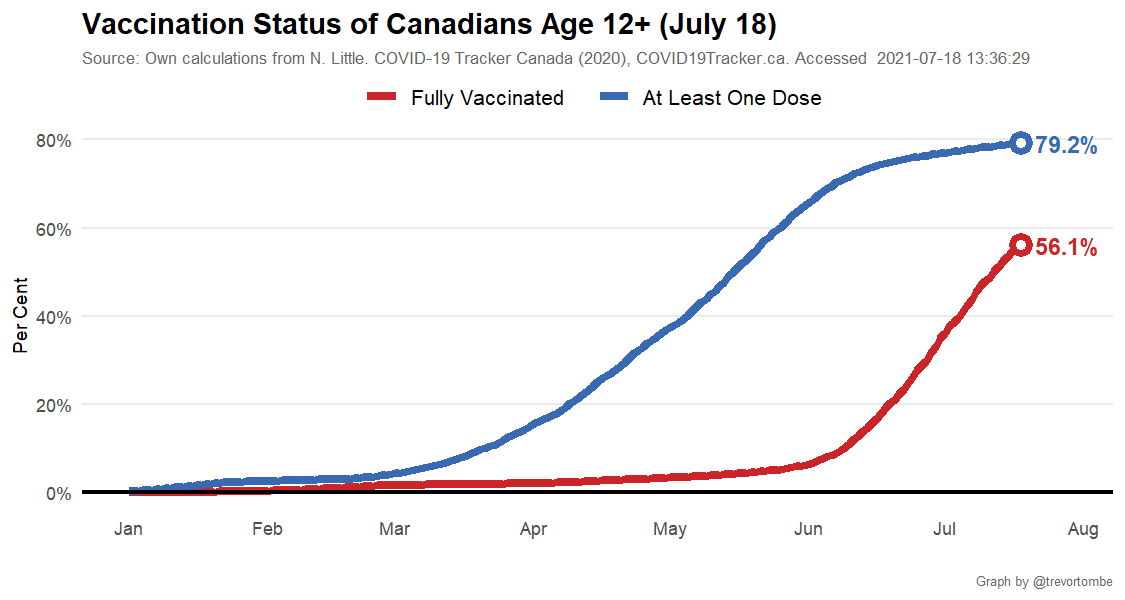 Vaccination Status of Canadians Age 12+ (July 18)
Source: Own calculations from N. Little. COVID-19 Tracker Canada (2020), COVID19Tracker.ca. Accessed  2021-07-18 13:36:29
Fully Vaccinated
At Least One Dose
Per Cent
80%
60%
40%
20%
0%
79.2%
56.1%
Jan
Feb
Mar
Apr
May
Jun
Jul
Aug
Graph by @trevortombe